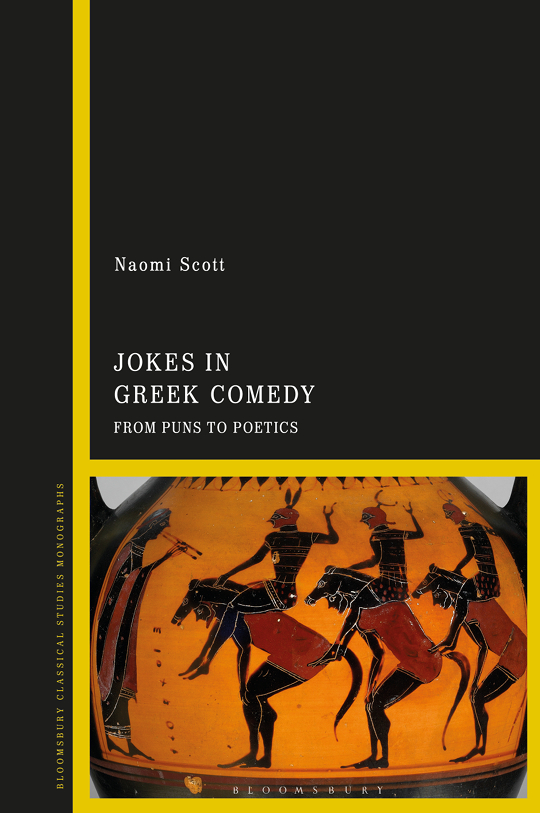 Naomi Scott
JOKES IN
GREEK COMEDY
FROM PUNS TO POETICS
BLOOMSBURY CLASSICAL STUDIES MONOGRAPHS
BLOOMSBURY